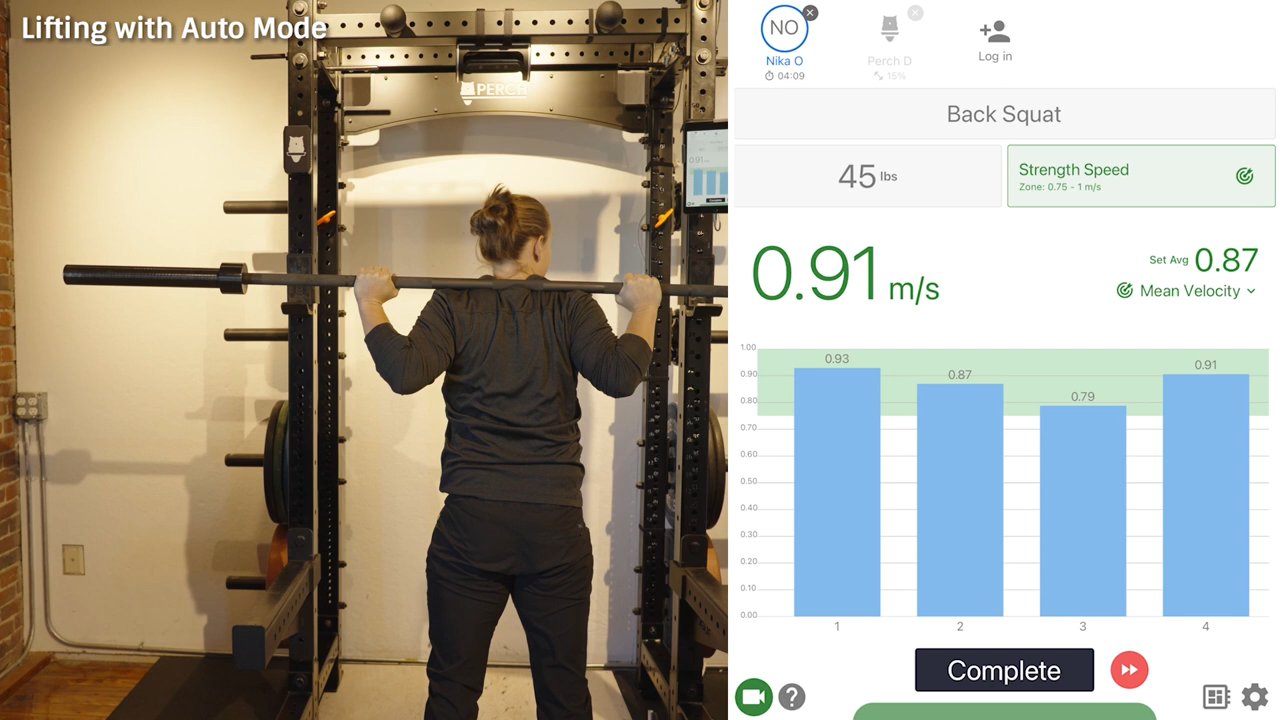 Lifting with Auto Mode
PERCH
NO
Nika O
04:09
Perch D
15%
Log in
Back Squat
45 lbs
Strength Speed
Zone: 0.75 - 1 m/s
0.91 m/s
Set Avg 0.87
Mean Velocity
1.00
0.90
0.80
0.70
0.60
0.50
0.40
0.30
0.20
0.10
0.00
0.93
0.87
0.79
0.91
1
2
3
4
Complete